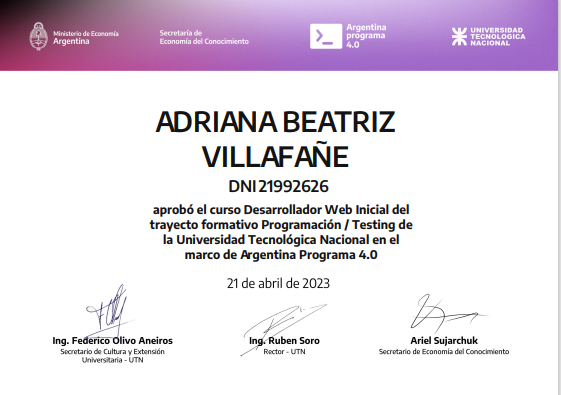 Ministerio de Economía
Argentina
Secretaría de
Economía del Conocimiento
Argentina
programa
4.0
UNIVERSIDAD
TECNOLÓGICA
NACIONAL
ADRIANA BEATRIZ
VILLAFAÑE
DNI 21992626
aprobó el curso Desarrollador Web Inicial del
trayecto formativo Programación / Testing de
la Universidad Tecnológica Nacional en el
marco de Argentina Programa 4.0
21 de abril de 2023
Ing. Federico Olivo Aneiros
Secretario de Cultura y Extensión
Universitaria - UTN
Ing. Ruben Soro
Rector - UTN
Ariel Sujarchuk
Secretario de Economía del Conocimiento